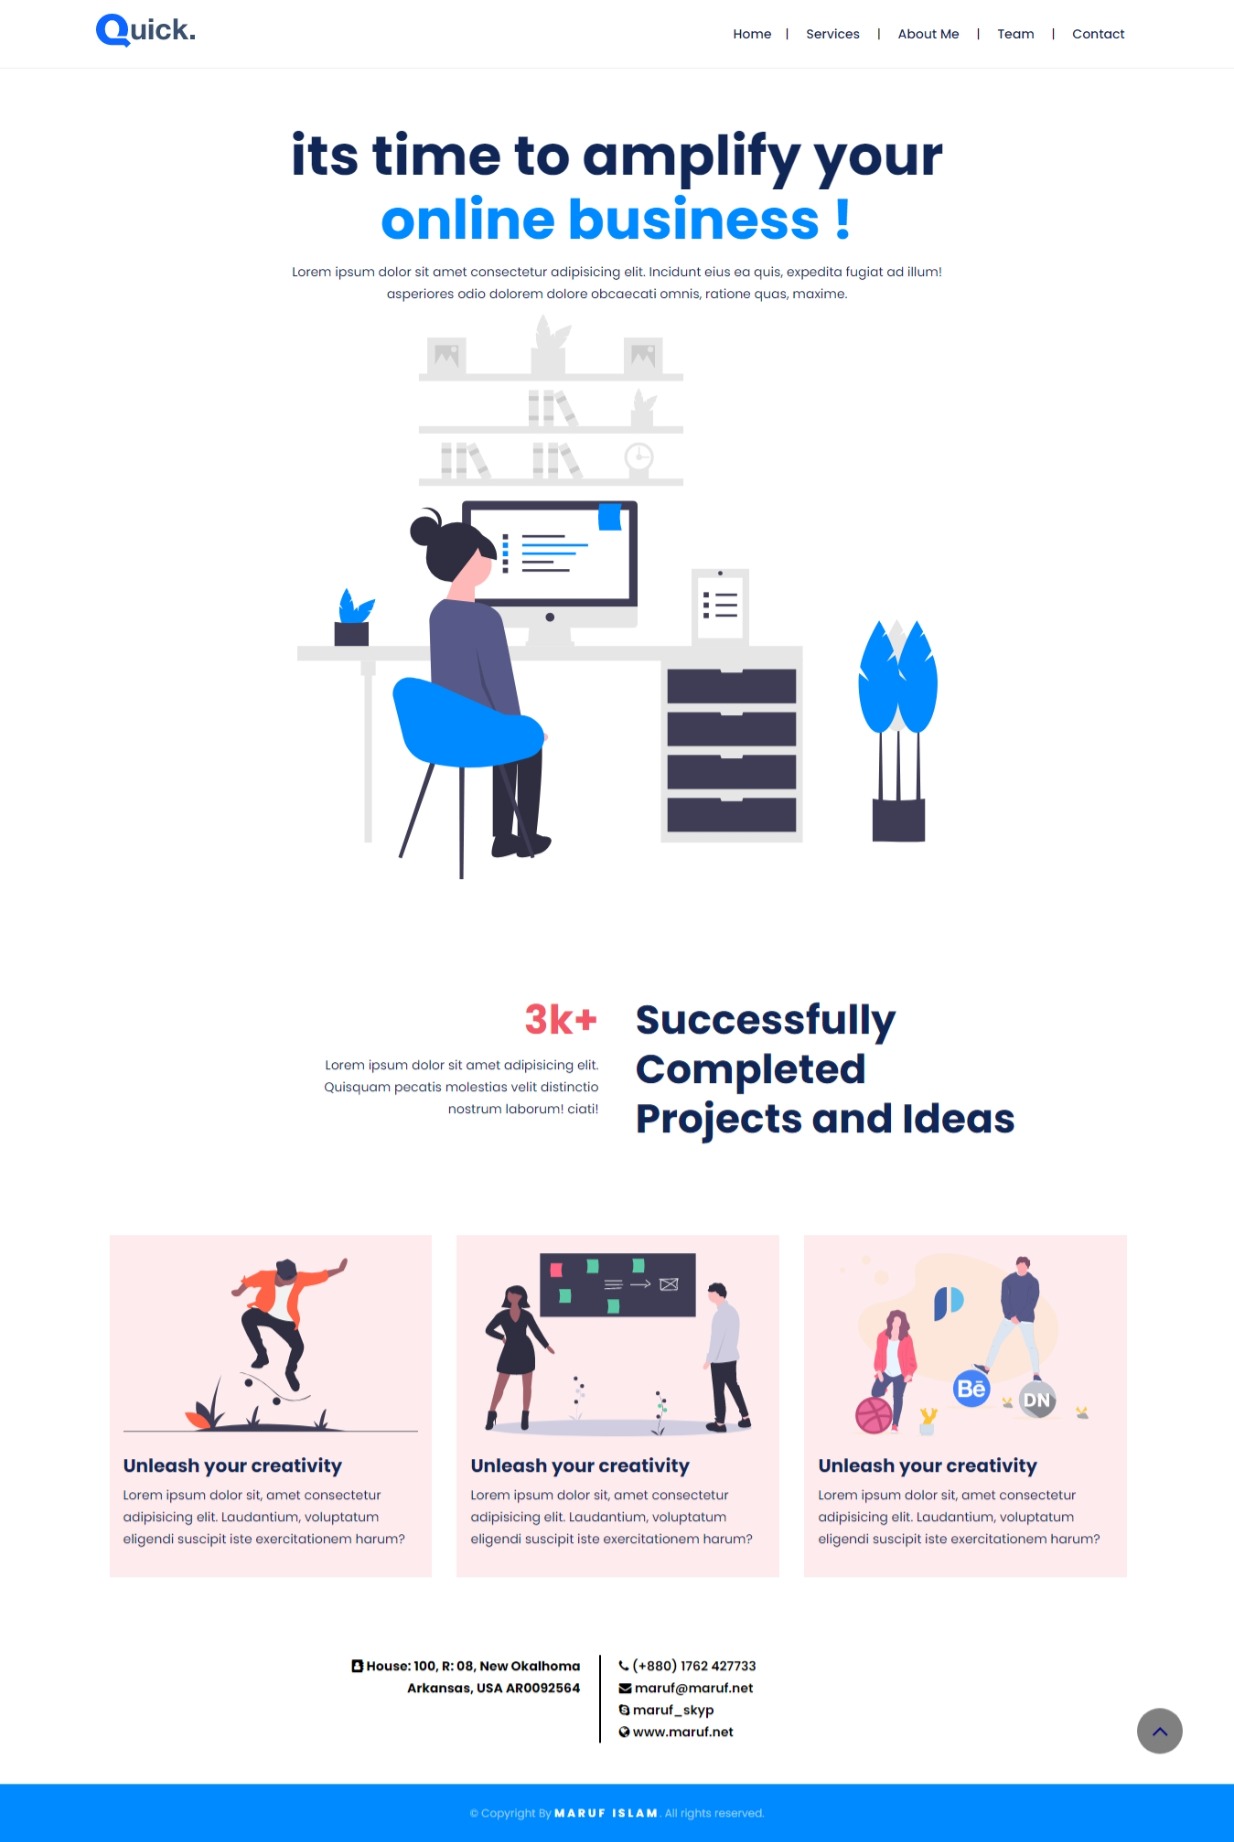 Quick.
Home | Services | About Me | Team | Contact
its time to amplify your
online business !
Lorem ipsum dolor sit amet consectetur adipisicing elit. Incidunt eius ea quis, expedita fugiat ad illum!
asperiores odio dolorem dolore obcaecati omnis, ratione quas, maxime.
3k+
Lorem ipsum dolor sit amet adipisicing elit.
Quisquam pecatis molestias velit distinctio
nostrum laborum! ciati!
Successfully
Completed
Projects and Ideas
Unleash your creativity
Lorem ipsum dolor sit, amet consectetur
adipisicing elit. Laudantium, voluptatum
eligendi suscipit iste exercitationem harum?
Unleash your creativity
Lorem ipsum dolor sit, amet consectetur
adipisicing elit. Laudantium, voluptatum
eligendi suscipit iste exercitationem harum?
Bē
DN
Unleash your creativity
Lorem ipsum dolor sit, amet consectetur
adipisicing elit. Laudantium, voluptatum
eligendi suscipit iste exercitationem harum?
House: 100, R: 08, New Okalhoma
Arkansas, USA AR0092564
(+880) 1762 427733
maruf@maruf.net
maruf_skyp
www.maruf.net
© Copyright By MARUF ISLAM. All rights reserved.